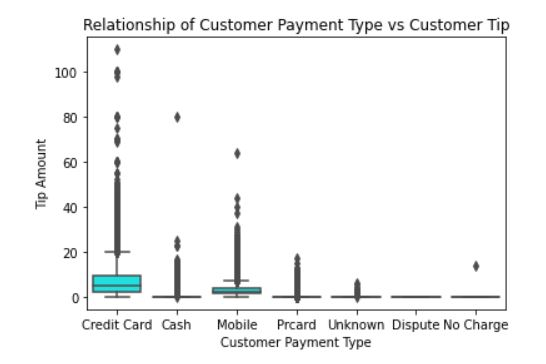 Relationship of Customer Payment Type vs Customer Tip
100
80
60
40
20
0
Tip Amount
Credit Card Cash Mobile Prcard Unknown Dispute No Charge
Customer Payment Type